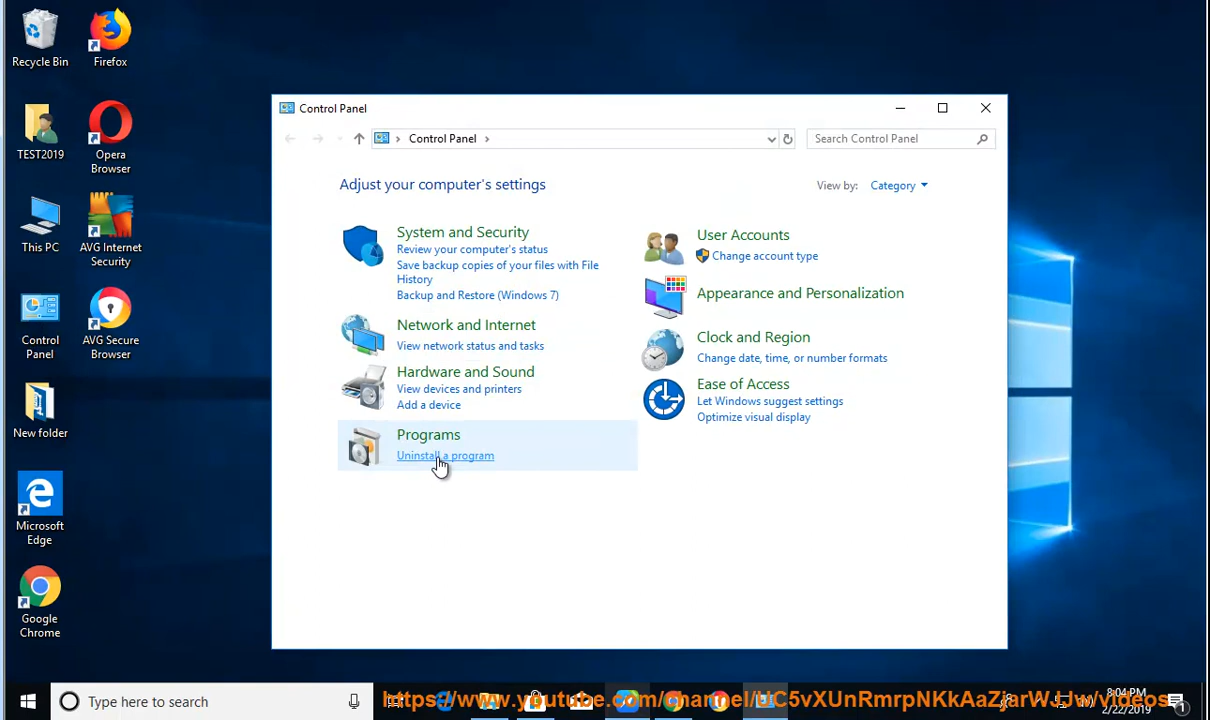 Recycle Bin
Firefox
TEST2019
Opera
Browser
This PC
AVG Internet
Security
Control
Panel
AVG Secure
Browser
New folder
Microsoft
Edge
Google
Chrome
Control Panel
Control Panel
Search Control Panel
Adjust your computer's settings
View by: Category
System and Security
Review your computer's status
Save backup copies of your files with File
History
Backup and Restore (Windows 7)
Network and Internet
View network status and tasks
Hardware and Sound
View devices and printers
Add a device
Programs
Uninstall a program
User Accounts
Change account type
Appearance and Personalization
Clock and Region
Change date, time, or number formats
Ease of Access
Let Windows suggest settings
Optimize visual display
Type here to search
8:04 PM
2/22/2019
1